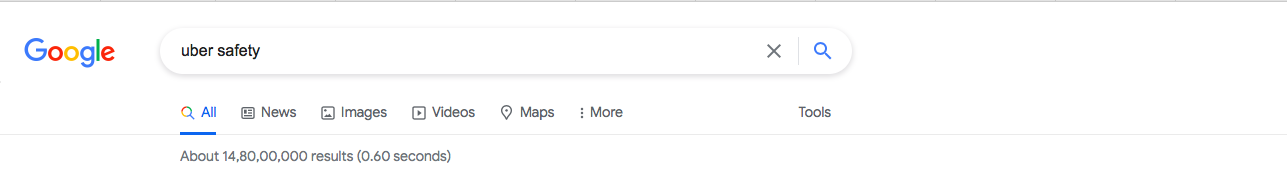 Google uber safety
All News Images Videos Maps More Tools
About 14,80,00,000 results (0.60 seconds)